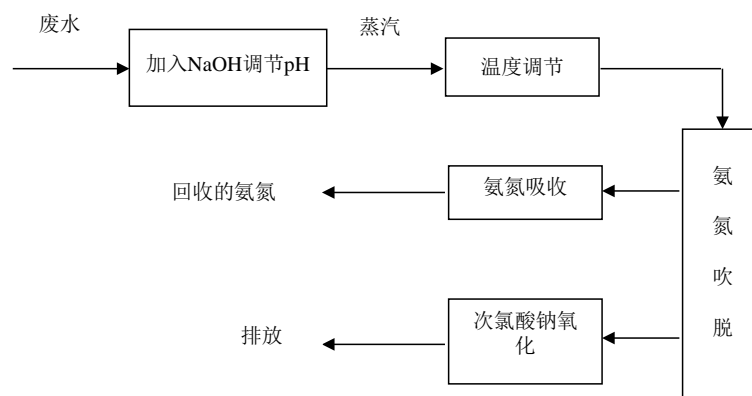 废水
加入NaOH调节pH
蒸汽
温度调节
氨
氮
吹
脱
氨氮吸收
回收的氨氮
次氯酸钠氧
化
排放